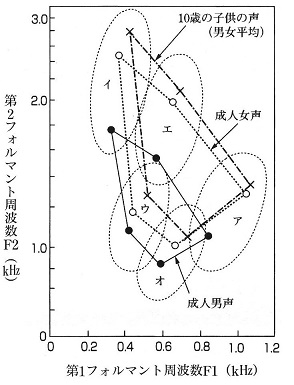 10歳の子供の声
(男女平均)
3.0
2.0
1.0
0
第2フォルマント周波数F2(kHz)
イ
エ
ウ
ア
オ
成人女声
成人男声
0 0.2 0.4 0.6 0.8 1.0 1.2
第1フォルマント周波数F1(kHz)